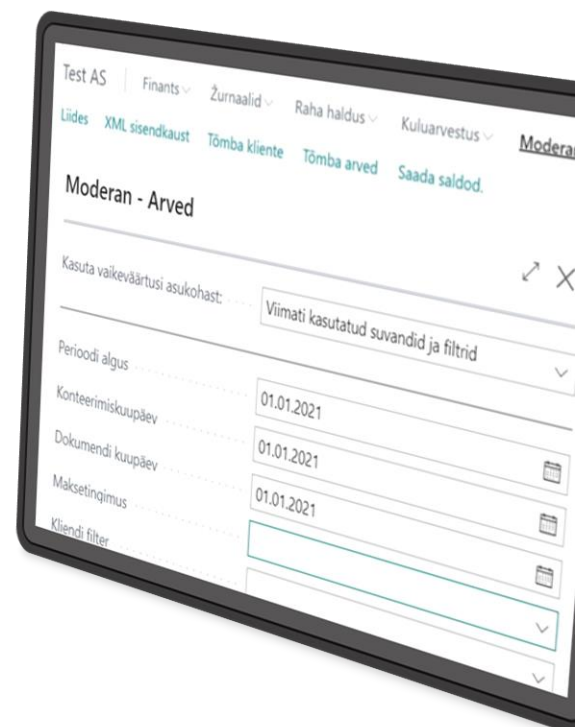 Test AS Finants Žurnaalid Raha haldus Kuluarvestus Moderan
Liides XML sisendkaust Tõmba kliente Tõmba arved Saada saldod.
Moderan - Arved
Kasuta vaikeväärtusi asukohast: Viimati kasutatud suvandid ja filtrid
Perioodi algus 01.01.2021
Konteerimiskuupäev 01.01.2021
Dokumendi kuupäev 01.01.2021
Maksetingimus
Kliendi filter